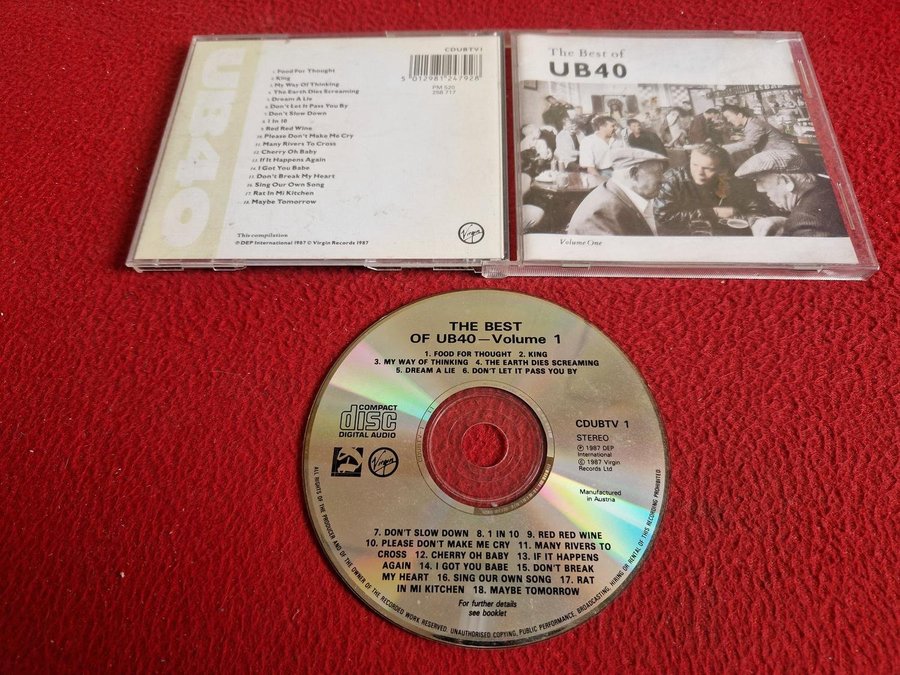 UB40
CDUBTV1
5 012981 247928
PM 520
258 717
1. Food For Thought
2. King
3. My Way Of Thinking
4. The Earth Dies Screaming
5. Dream A Lie
6. Don't Let It Pass You By
7. Don't Slow Down
8. 1 In 10
9. Red Red Wine
10. Please Don't Make Me Cry
11. Many Rivers To Cross
12. Cherry Oh Baby
13. If It Happens Again
14. I Got You Babe
15. Don't Break My Heart
16. Sing Our Own Song
17. Rat In Mi Kitchen
18. Maybe Tomorrow
This compilation
℗ DEP International 1987 © Virgin Records 1987
Virgin
The Best of
UB40
Volume One
THE BEST
OF UB40—Volume 1
1. FOOD FOR THOUGHT 2. KING
3. MY WAY OF THINKING 4. THE EARTH DIES SCREAMING
5. DREAM A LIE 6. DON'T LET IT PASS YOU BY
COMPACT
disc
DIGITAL AUDIO
Virgin
CDUBTV 1
STEREO
℗ 1987 DEP
International
© 1987 Virgin
Records Ltd.
Manufactured
in Austria
7. DON'T SLOW DOWN 8. 1 IN 10 9. RED RED WINE
10. PLEASE DON'T MAKE ME CRY 11. MANY RIVERS TO
CROSS 12. CHERRY OH BABY 13. IF IT HAPPENS
AGAIN 14. I GOT YOU BABE 15. DON'T BREAK
MY HEART 16. SING OUR OWN SONG 17. RAT
IN MI KITCHEN 18. MAYBE TOMORROW
For further details
see booklet
ALL RIGHTS OF THE PRODUCER AND OF THE OWNER OF THE RECORDED WORK RESERVED. UNAUTHORISED COPYING, PUBLIC PERFORMANCE, BROADCASTING, HIRING OR RENTAL OF THIS RECORDING PROHIBITED